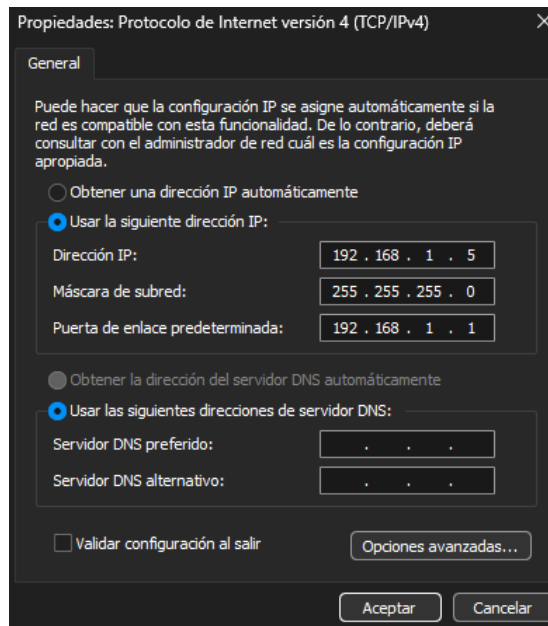 Propiedades: Protocolo de Internet versión 4 (TCP/IPv4)
General
Puede hacer que la configuración IP se asigne automáticamente si la
red es compatible con esta funcionalidad. De lo contrario, deberá
consultar con el administrador de red cuál es la configuración IP
apropiada.
Obtener una dirección IP automáticamente
Usar la siguiente dirección IP:
Dirección IP: 192 . 168 . 1 . 5
Máscara de subred: 255 . 255 . 255 . 0
Puerta de enlace predeterminada: 192 . 168 . 1 . 1
Obtener la dirección del servidor DNS automáticamente
Usar las siguientes direcciones de servidor DNS:
Servidor DNS preferido: . . .
Servidor DNS alternativo: . . .
Validar configuración al salir Opciones avanzadas...
Aceptar Cancelar